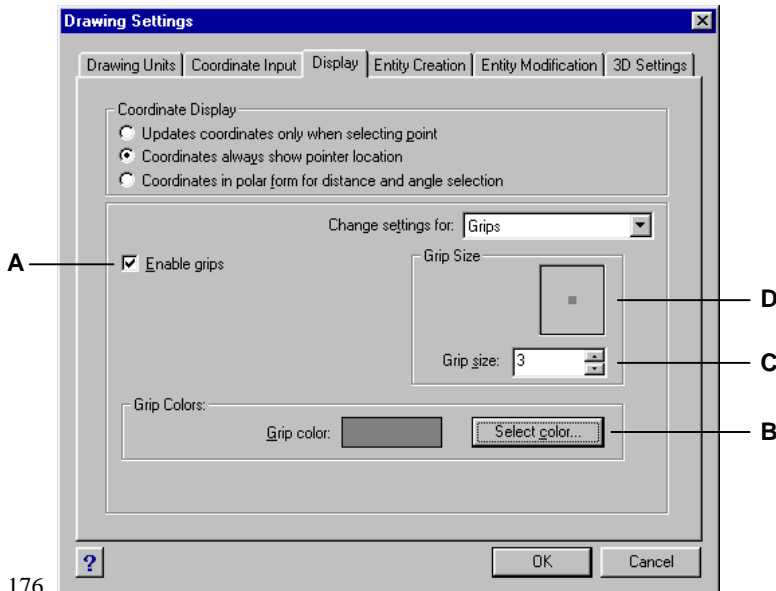 Drawing Settings
Drawing Units Coordinate Input Display Entity Creation Entity Modification 3D Settings
Coordinate Display
Updates coordinates only when selecting point
Coordinates always show pointer location
Coordinates in polar form for distance and angle selection
Change settings for: Grips
A
Enable grips
Grip Size
D
Grip size: 3
C
Grip Colors:
Grip color: Select color...
B
?
OK Cancel
176